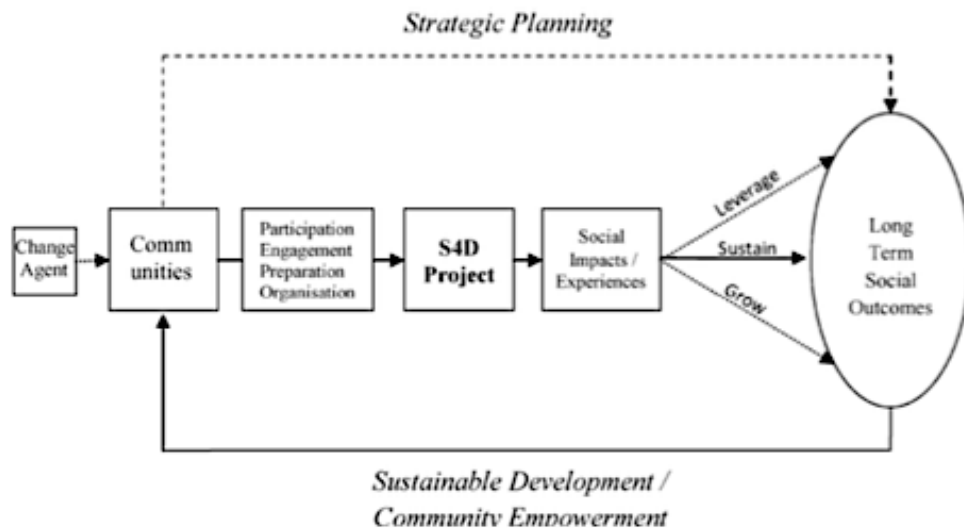 Strategic Planning
Change
Agent
Comm
unities
Participation
Engagement
Preparation
Organisation
S4D
Project
Social
Impacts /
Experiences
Leverage
Sustain
Grow
Long
Term
Social
Outcomes
Sustainable Development /
Community Empowerment